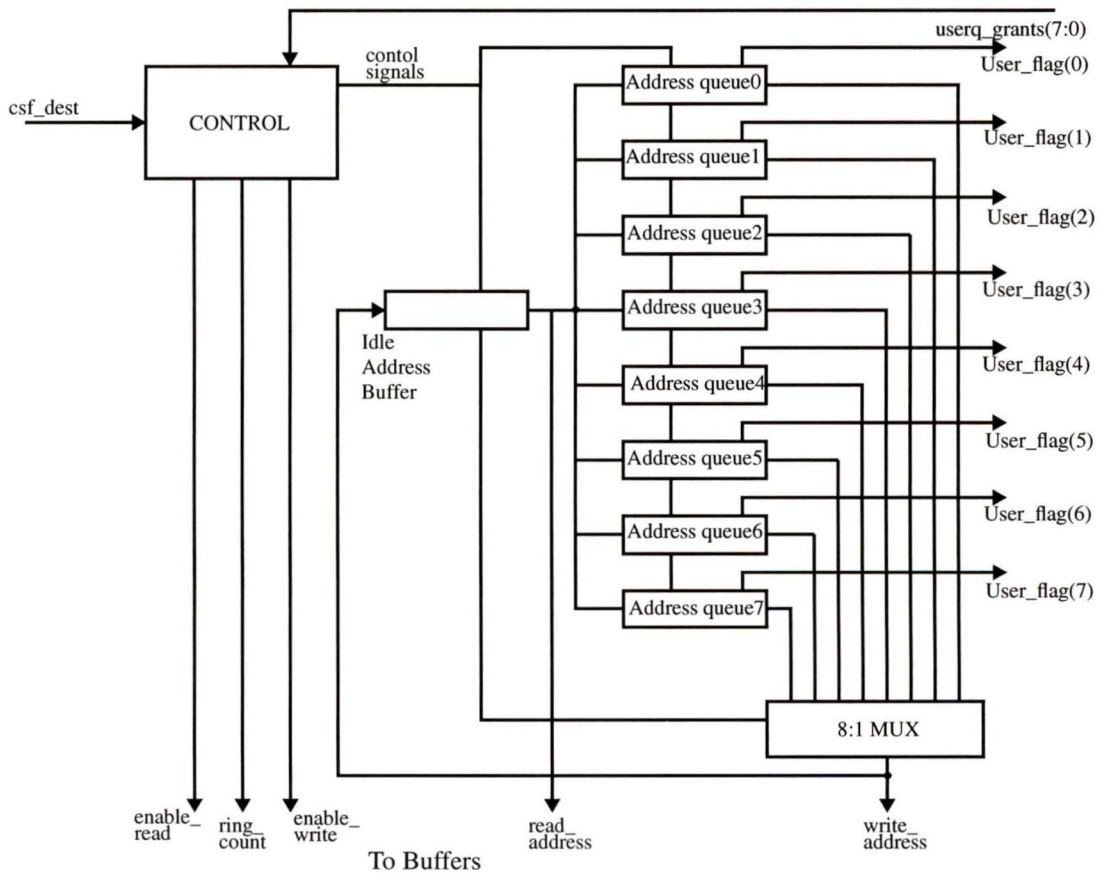 userq_grants(7:0)
contol
signals
User_flag(0)
Address queue0
csf_dest
CONTROL
User_flag(1)
Address queue1
User_flag(2)
Address queue2
User_flag(3)
Address queue3
Idle
Address
Buffer
User_flag(4)
Address queue4
User_flag(5)
Address queue5
User_flag(6)
Address queue6
User_flag(7)
Address queue7
8:1 MUX
enable_
read
ring_
count
enable_
write
read_
address
write_
address
To Buffers